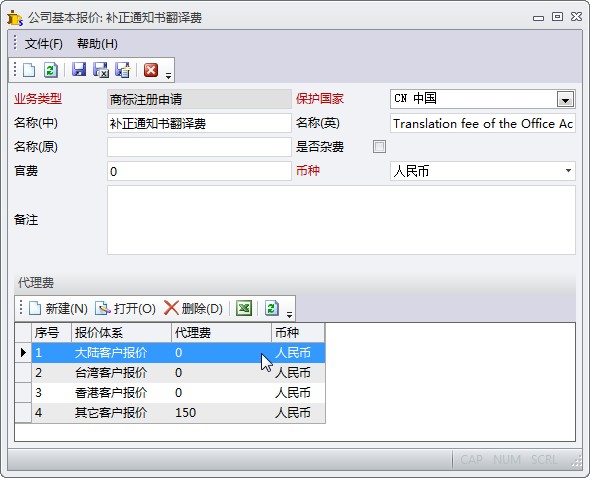 公司基本报价: 补正通知书翻译费
文件(F) 帮助(H)
业务类型 商标注册申请 保护国家 CN 中国
名称(中) 补正通知书翻译费 名称(英) Translation fee of the Office Ac
名称(原) 是否杂费
官费 0 币种 人民币
备注
代理费
新建(N) 打开(O) 删除(D)
序号 报价体系 代理费 币种
1 大陆客户报价 0 人民币
2 台湾客户报价 0 人民币
3 香港客户报价 0 人民币
4 其它客户报价 150 人民币
CAP NUM SCRL